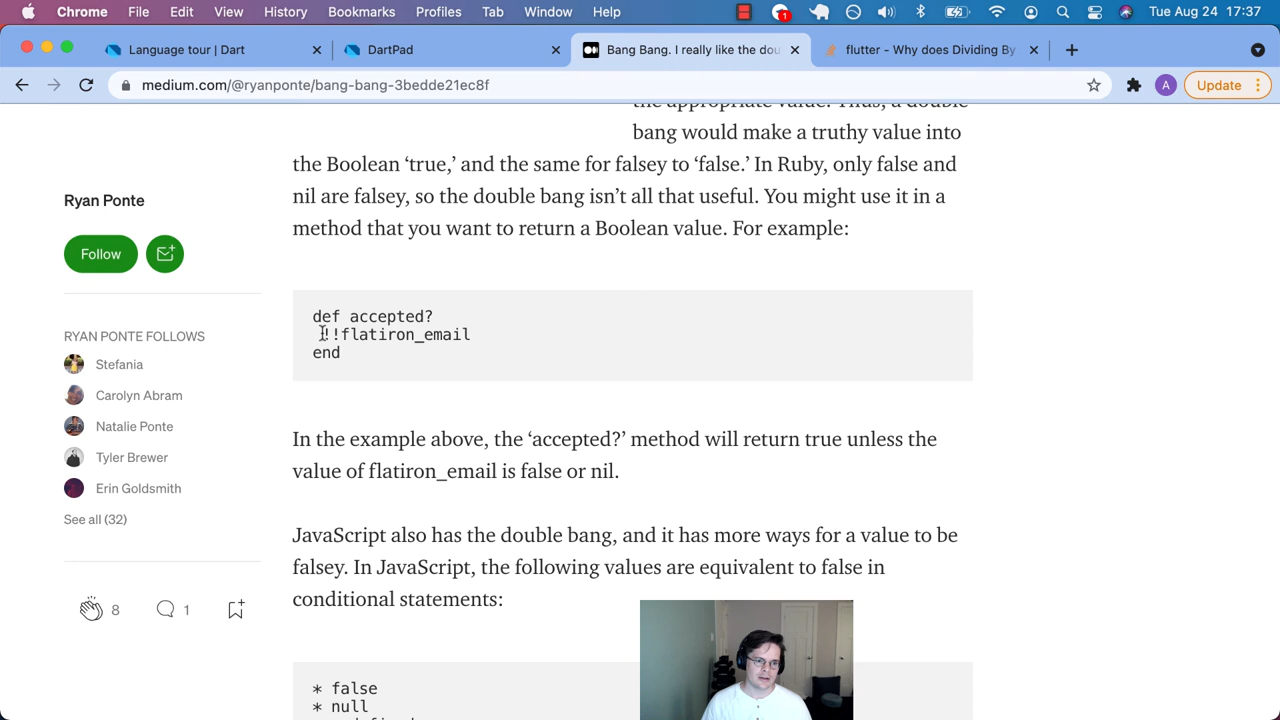 Chrome File Edit View History Bookmarks Profiles Tab Window Help 1 Tue Aug 24 17:37
Language tour | Dart DartPad Bang Bang. I really like the dou flutter - Why does Dividing By
medium.com/@ryanponte/bang-bang-3bedde21ec8f A Update
the appropriate value. Thus, a double
bang would make a truthy value into
the Boolean ‘true,’ and the same for falsey to ‘false.’ In Ruby, only false and
nil are falsey, so the double bang isn’t all that useful. You might use it in a
method that you want to return a Boolean value. For example:
def accepted?
!!flatiron_email
end
In the example above, the ‘accepted?’ method will return true unless the
value of flatiron_email is false or nil.
JavaScript also has the double bang, and it has more ways for a value to be
falsey. In JavaScript, the following values are equivalent to false in
conditional statements:
* false
* null
Ryan Ponte
Follow
RYAN PONTE FOLLOWS
Stefania
Carolyn Abram
Natalie Ponte
Tyler Brewer
Erin Goldsmith
See all (32)
8 1